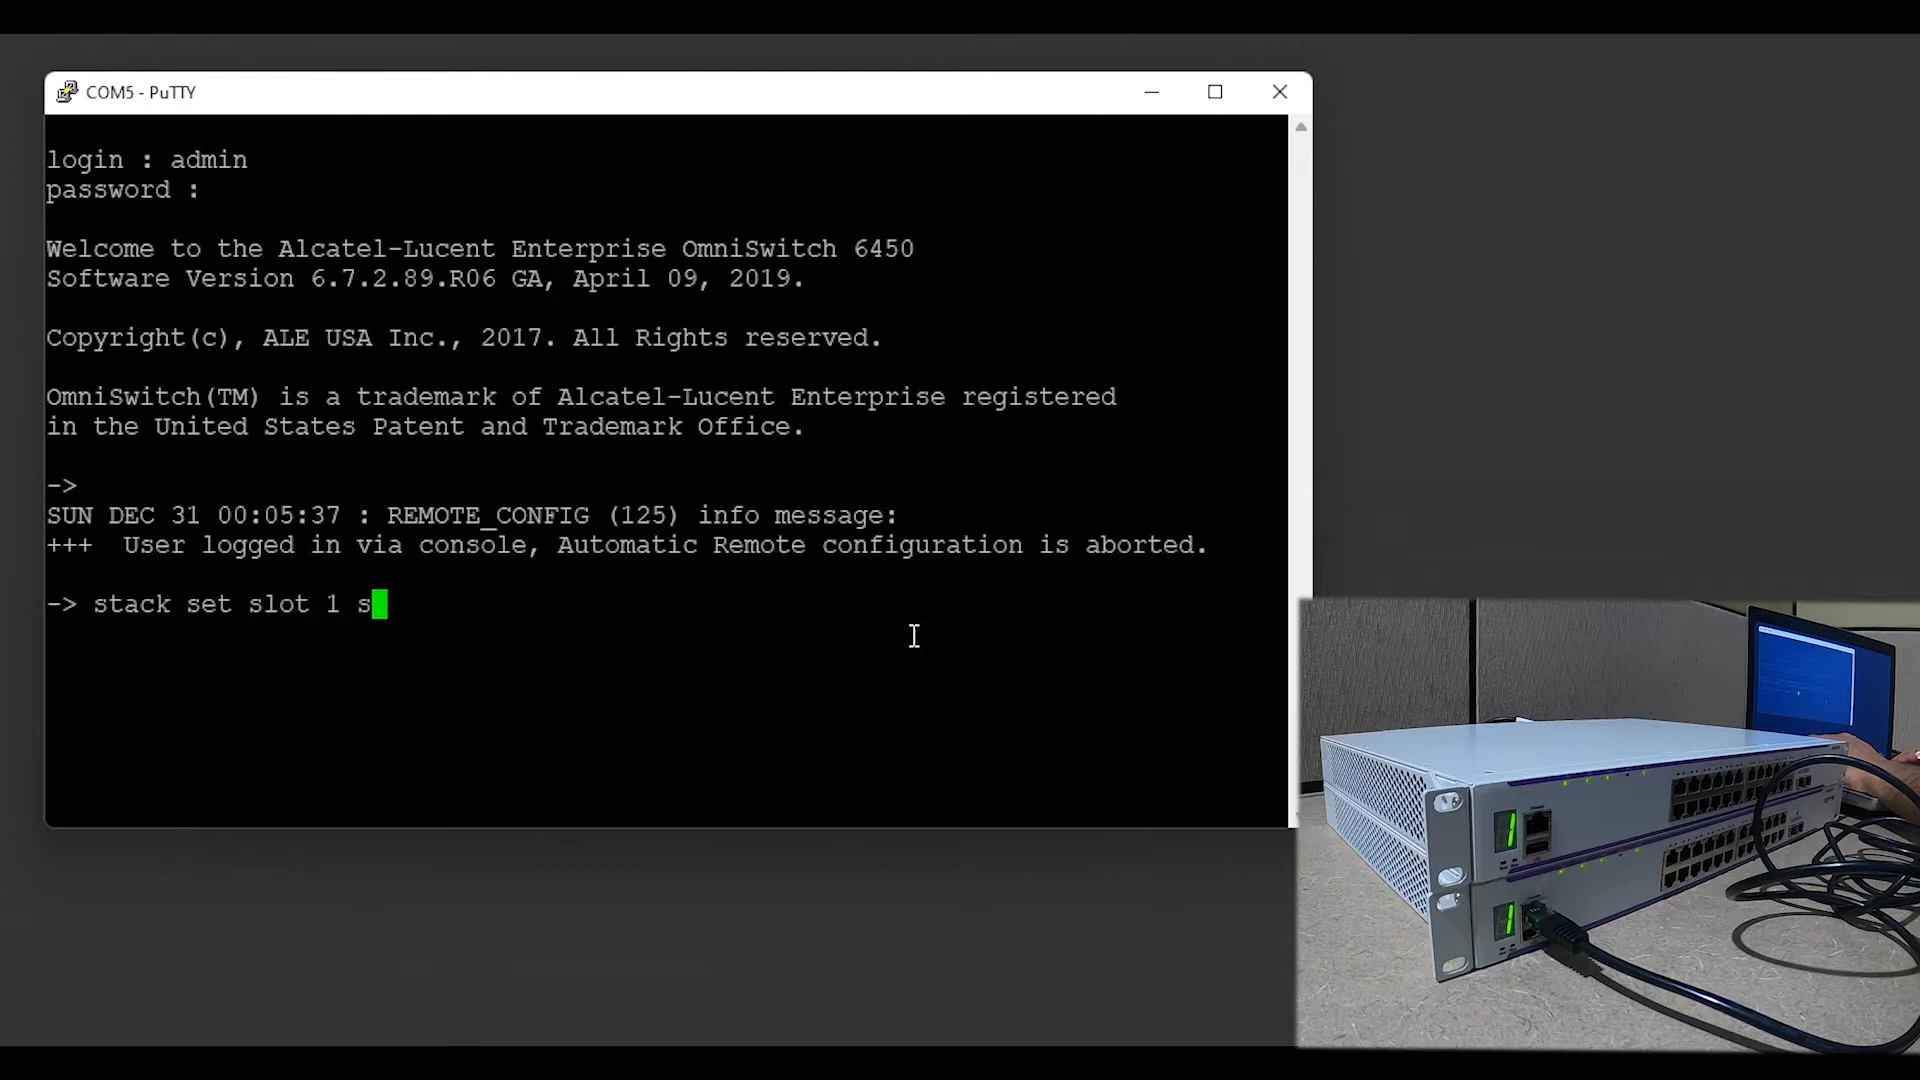 COM5 - PuTTY
login : admin
password :
Welcome to the Alcatel-Lucent Enterprise OmniSwitch 6450
Software Version 6.7.2.89.R06 GA, April 09, 2019.
Copyright(c), ALE USA Inc., 2017. All Rights reserved.
OmniSwitch(TM) is a trademark of Alcatel-Lucent Enterprise registered
in the United States Patent and Trademark Office.
->
SUN DEC 31 00:05:37 : REMOTE_CONFIG (125) info message:
+++  User logged in via console, Automatic Remote configuration is aborted.
-> stack set slot 1 s
1
1